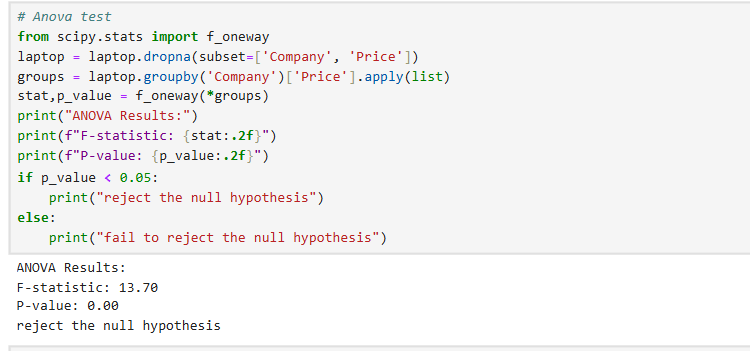 # Anova test
from scipy.stats import f_oneway
laptop = laptop.dropna(subset=['Company', 'Price'])
groups = laptop.groupby('Company')['Price'].apply(list)
stat,p_value = f_oneway(*groups)
print("ANOVA Results:")
print(f"F-statistic: {stat:.2f}")
print(f"P-value: {p_value:.2f}")
if p_value < 0.05:
    print("reject the null hypothesis")
else:
    print("fail to reject the null hypothesis")
ANOVA Results:
F-statistic: 13.70
P-value: 0.00
reject the null hypothesis